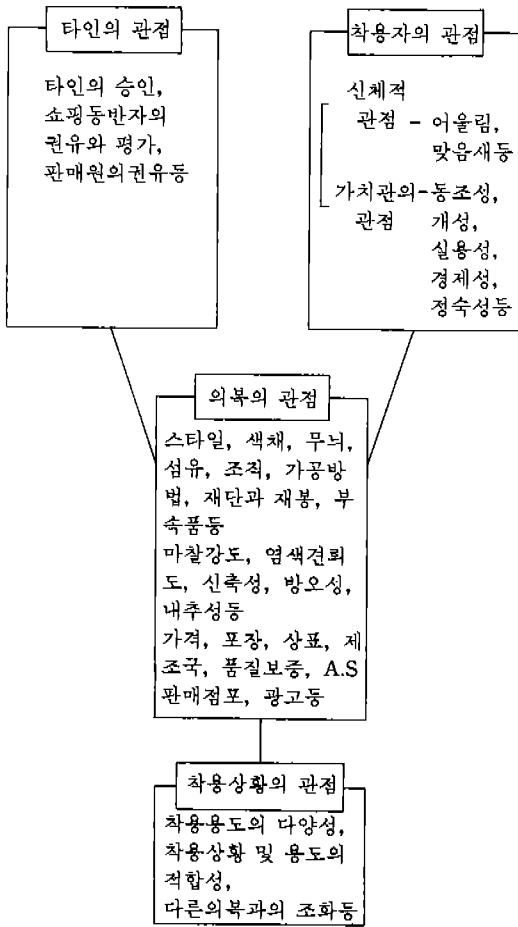 타인의 관점
타인의 승인,
쇼핑동반자의
권유와 평가,
판매원의권유등
착용자의 관점
신체적
관점 - 어울림,
맞음새등
가치관의-동조성,
관점 개성,
실용성,
경제성,
정숙성등
의복의 관점
스타일, 색채, 무늬,
섬유, 조직, 가공방
법, 재단과 재봉, 부
속품등
마찰강도, 염색견뢰
도, 신축성, 방오성,
내추성등
가격, 포장, 상표, 제
조국, 품질보증, A.S
판매점포, 광고등
착용상황의 관점
착용용도의 다양성,
착용상황 및 용도의
적합성,
다른의복과의 조화등